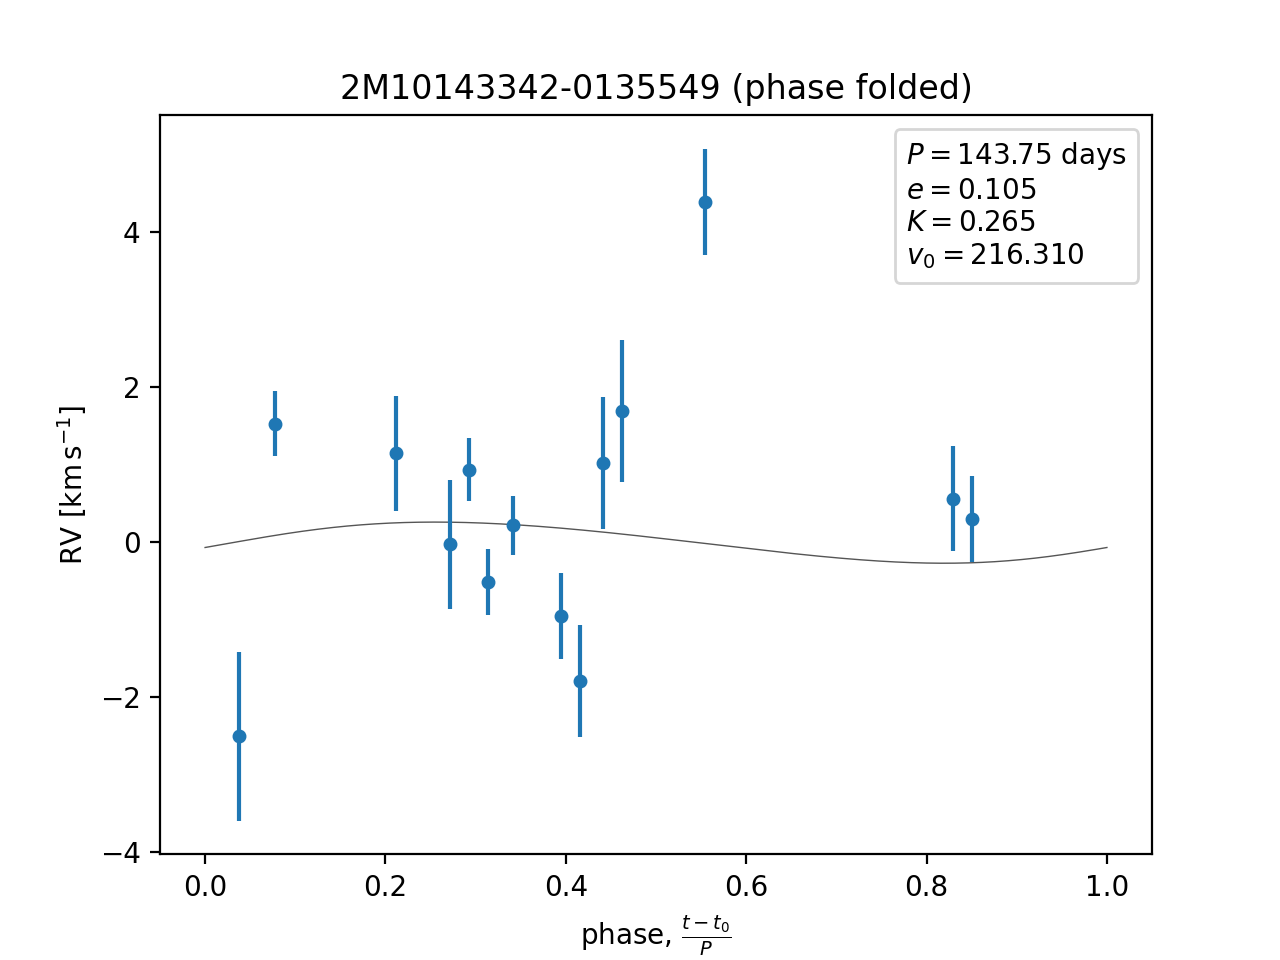 2M10143342-0135549 (phase folded)
P = 143.75 days
e = 0.105
K = 0.265
v₀ = 216.310
RV [km s⁻¹]
4
2
0
−2
−4
0.0 0.2 0.4 0.6 0.8 1.0
phase, (t − t₀)/P